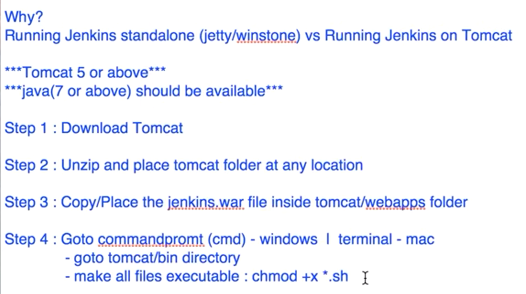 Why?
Running Jenkins standalone (jetty/winstone) vs Running Jenkins on Tomcat
***Tomcat 5 or above***
***java(7 or above) should be available***
Step 1 : Download Tomcat
Step 2 : Unzip and place tomcat folder at any location
Step 3 : Copy/Place the jenkins.war file inside tomcat/webapps folder
Step 4 : Goto commandpromt (cmd) - windows | terminal - mac
- goto tomcat/bin directory
- make all files executable : chmod +x *.sh